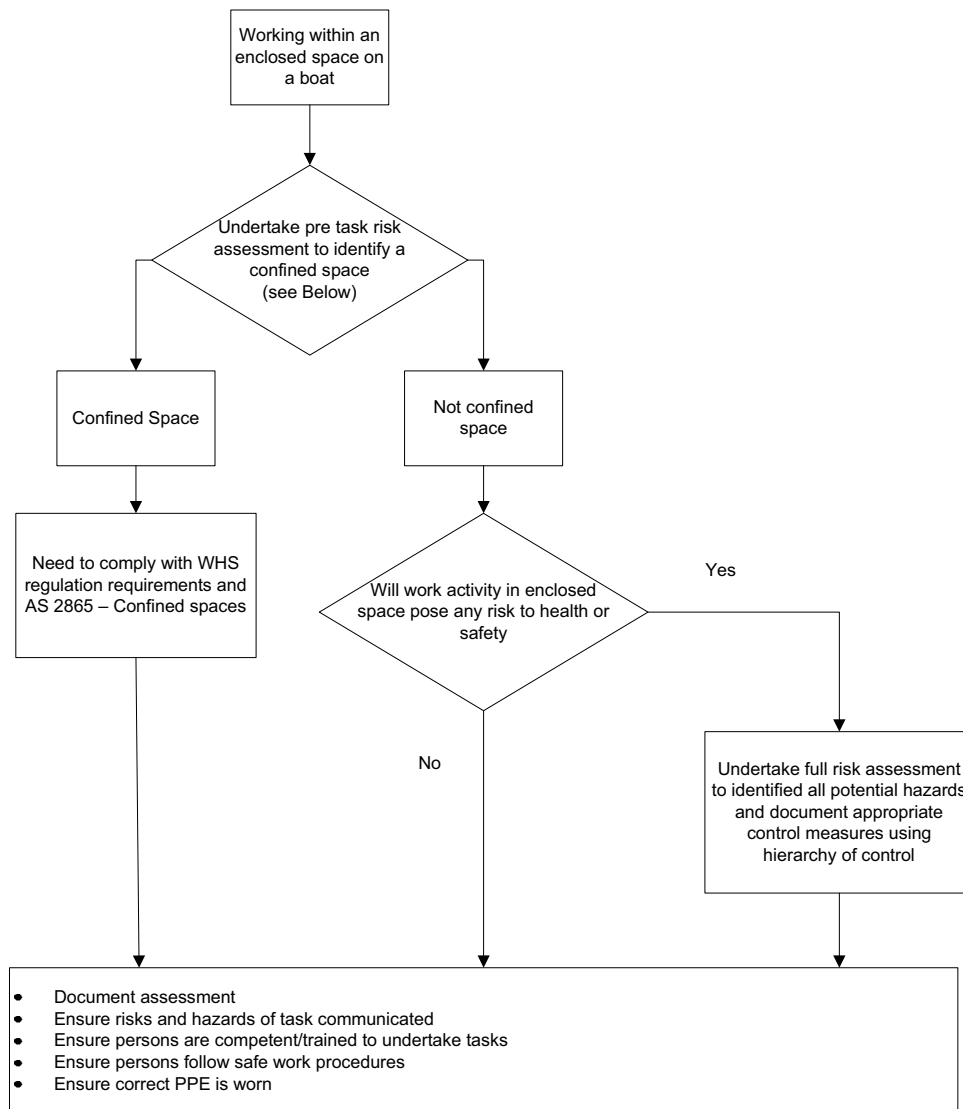 Working within an
enclosed space on
a boat
Undertake pre task risk
assessment to identify a
confined space
(see Below)
Confined Space
Not confined
space
Need to comply with WHS
regulation requirements and
AS 2865 – Confined spaces
Will work activity in enclosed
space pose any risk to health or
safety
Yes
No
Undertake full risk assessment
to identified all potential hazards
and document appropriate
control measures using
hierarchy of control
• Document assessment
• Ensure risks and hazards of task communicated
• Ensure persons are competent/trained to undertake tasks
• Ensure persons follow safe work procedures
• Ensure correct PPE is worn